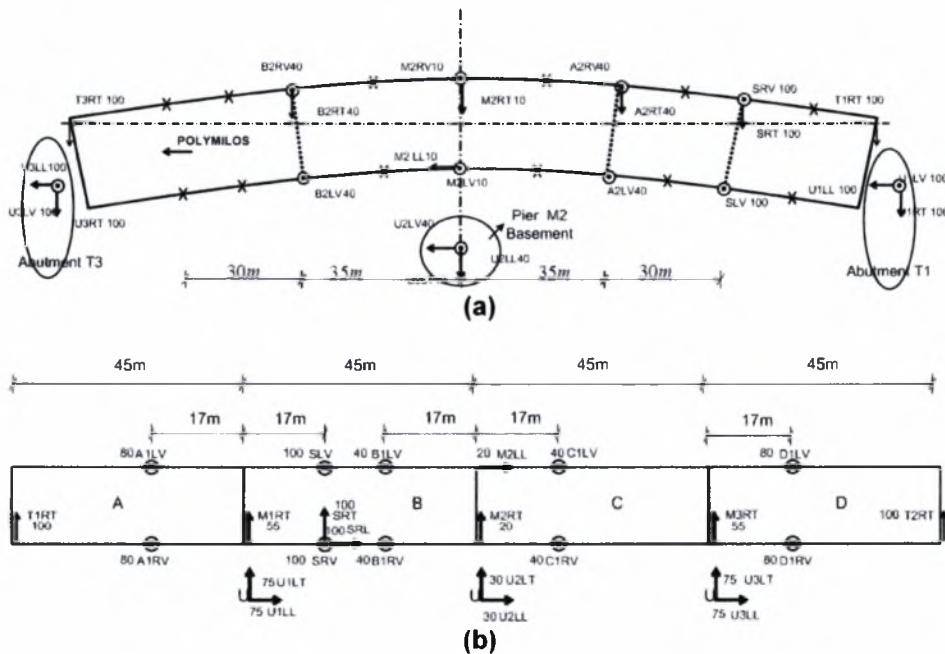 B2RV40 M2RV10 A2RV40
T3RT 100 B2RT40 M2RT 10 A2RT40 SRV 100 T1RT 100
SRT 100
POLYMILOS
U3LL100 M2 LL10 U1LL 100
U3LV 100 B2LV40 M2LV10 A2LV40 SLV 100
U3RT 100 U2LV40 Pier M2
Basement
U2LL40
Abutment T3 Abutment T1
30m 35m 35m 30m
(a)
45m 45m 45m 45m
17m 17m 17m 17m 17m
80 A1LV 100 SLV 40 B1LV 20 M2LL 40 C1LV 80 D1LV
A B C D
T1RT 100 M1RT 55 100 SRT M2RT 20 M3RT 55 100 T2RT
100 SRL
80 A1RV 100 SRV 40 B1RV 40 C1RV 80 D1RV
75 U1LT 30 U2LT 75 U3LT
U U U
75 U1LL 30 U2LL 75 U3LL
(b)